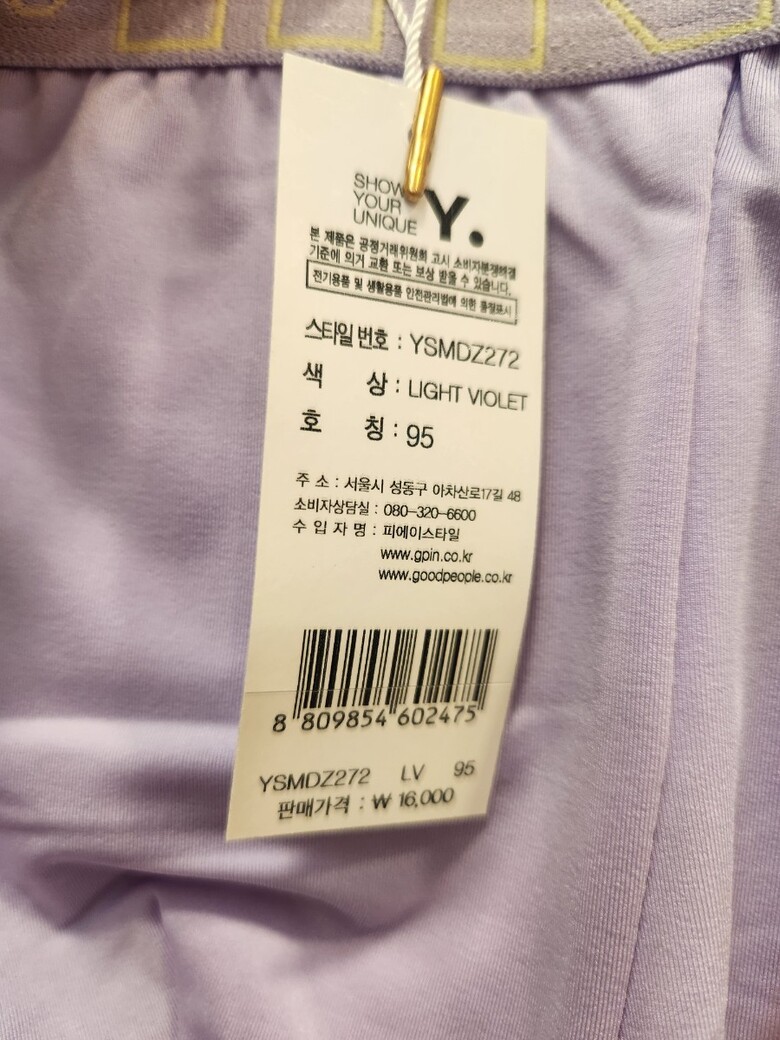 SHOW
YOUR
UNIQUE
Y.
본 제품은 공정거래위원회 고시 소비자분쟁해결
기준에 의거 교환 또는 보상 받을 수 있습니다.
전기용품 및 생활용품 안전관리법에 의한 품질표시
스타일 번호 : YSMDZ272
색 상 : LIGHT VIOLET
호 칭 : 95
주 소 : 서울시 성동구 아차산로17길 48
소비자상담실 : 080-320-6600
수 입 자 명 : 피에이스타일
www.gpin.co.kr
www.goodpeople.co.kr
8 809854 602475
YSMDZ272 LV 95
판매가격 : ₩ 16,000